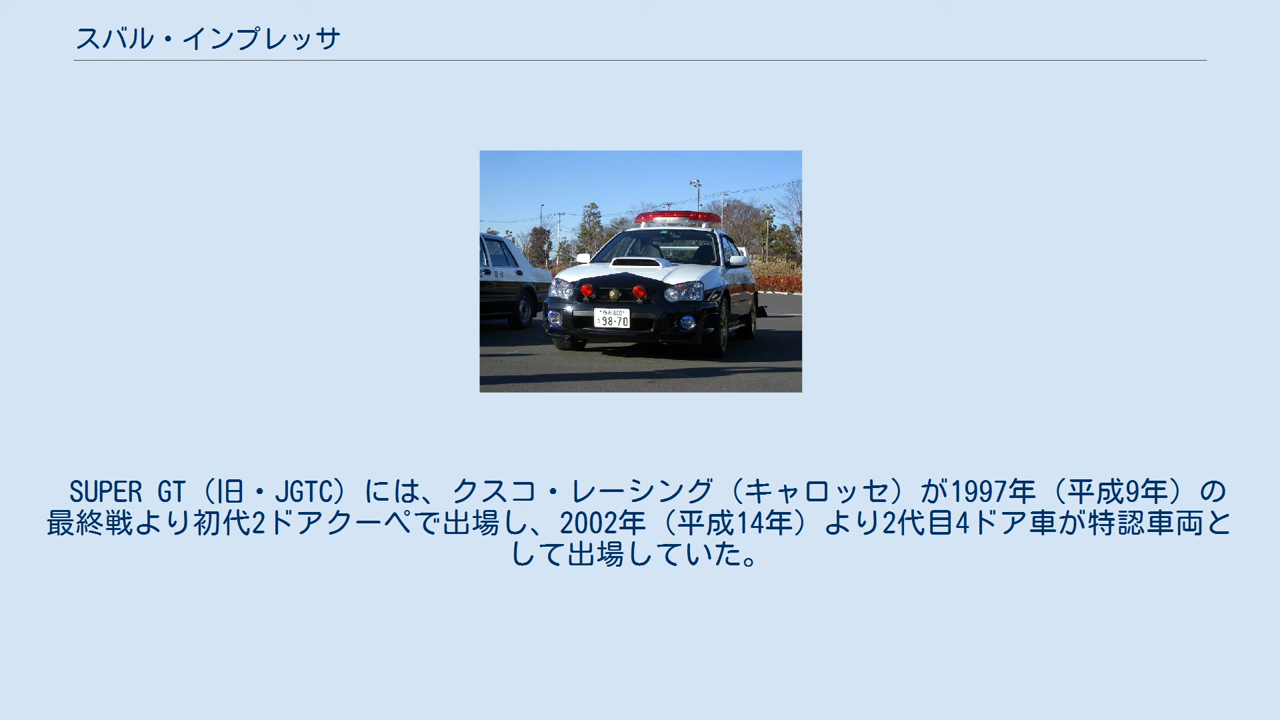 スバル・インプレッサ
98-70
SUPER GT（旧・JGTC）には、クスコ・レーシング（キャロッセ）が1997年（平成9年）の
最終戦より初代2ドアクーペで出場し、2002年（平成14年）より2代目4ドア車が特認車両と
して出場していた。